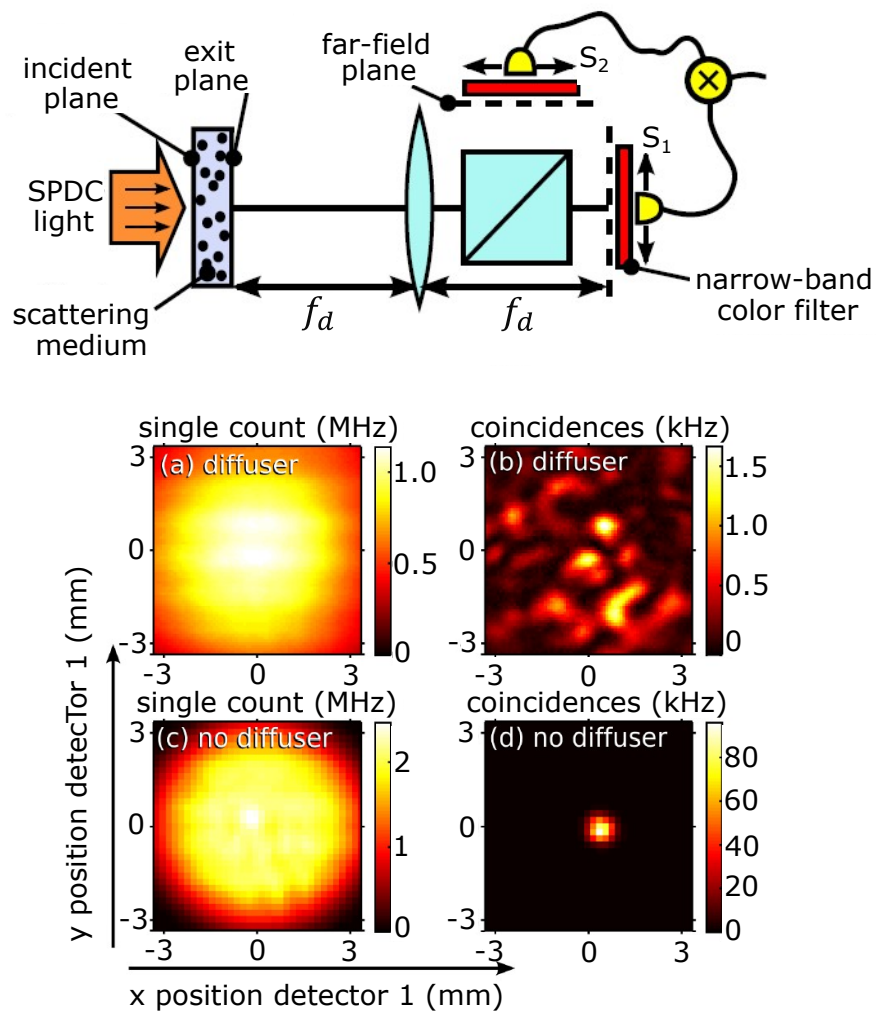 far-field
plane
exit
plane
incident
plane
S2
S1
SPDC
light
scattering
medium
fd
fd
narrow-band
color filter
single count (MHz)
coincidences (kHz)
(a) diffuser
(b) diffuser
3
0
-3
-3
0
3
1.0
0.5
0
3
0
-3
-3
0
3
1.5
1.0
0.5
0
single count (MHz)
coincidences (kHz)
(c) no diffuser
(d) no diffuser
3
0
-3
-3
0
3
2
1
0
3
0
-3
-3
0
3
80
60
40
20
0
y position detecTor 1 (mm)
x position detector 1 (mm)